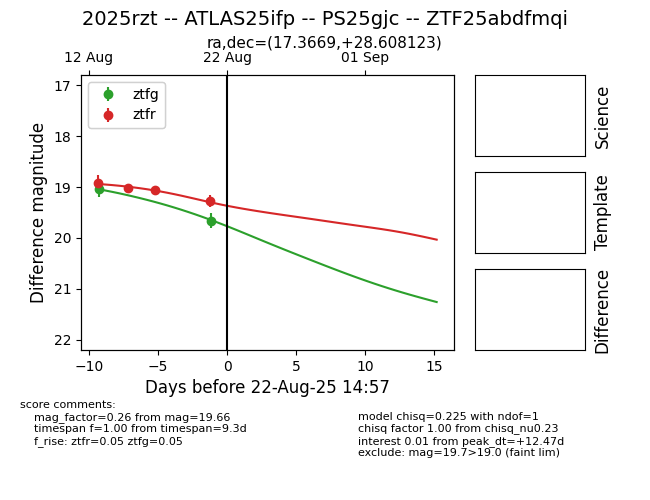 2025rzt -- ATLAS25ifp -- PS25gjc -- ZTF25abdfmqi
ra,dec=(17.3669,+28.608123)
12 Aug 22 Aug 01 Sep
ztfg
ztfr
17
18
19
20
21
22
Difference magnitude
−10 −5 0 5 10 15
Days before 22-Aug-25 14:57
Science
Template
Difference
score comments:
mag_factor=0.26 from mag=19.66
timespan f=1.00 from timespan=9.3d
f_rise: ztfr=0.05 ztfg=0.05
model chisq=0.225 with ndof=1
chisq factor 1.00 from chisq_nu0.23
interest 0.01 from peak_dt=+12.47d
exclude: mag=19.7>19.0 (faint lim)